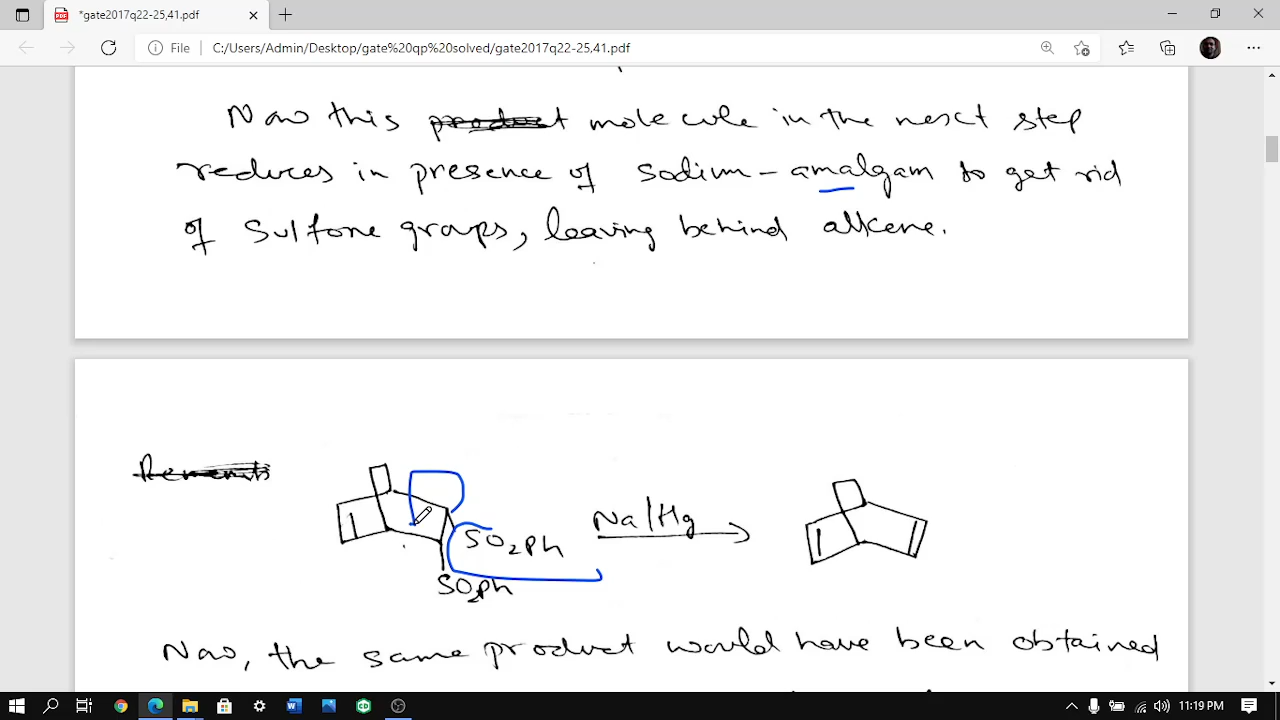 *gate2017q22-25,41.pdf
File C:/Users/Admin/Desktop/gate%20qp%20solved/gate2017q22-25,41.pdf
Now this product molecule in the next step
reduces in presence of sodium-amalgam to get rid
of sulfone groups, leaving behind alkene.
SO2Ph
SO2Ph
Na/Hg
Now, the same product would have been obtained
11:19 PM